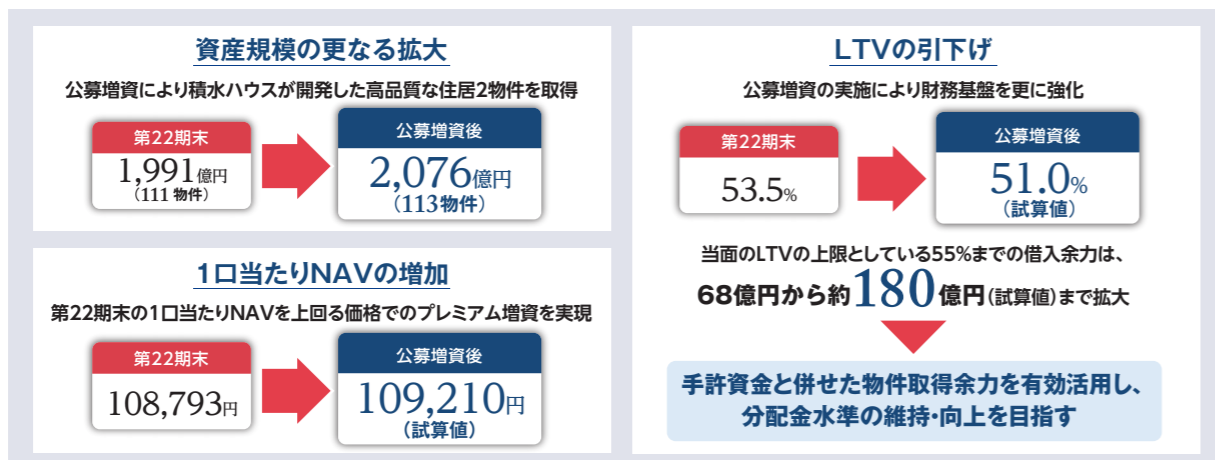 資産規模の更なる拡大
公募増資により積水ハウスが開発した高品質な住居2物件を取得
第22期末
1,991億円
（111 物件）
公募増資後
2,076億円
（113物件）
1口当たりNAVの増加
第22期末の1口当たりNAVを上回る価格でのプレミアム増資を実現
第22期末
108,793円
公募増資後
109,210円
（試算値）
LTVの引下げ
公募増資の実施により財務基盤を更に強化
第22期末
53.5%
公募増資後
51.0%
（試算値）
当面のLTVの上限としている55%までの借入余力は、
68億円から約180億円（試算値）まで拡大
手許資金と併せた物件取得余力を有効活用し、
分配金水準の維持・向上を目指す